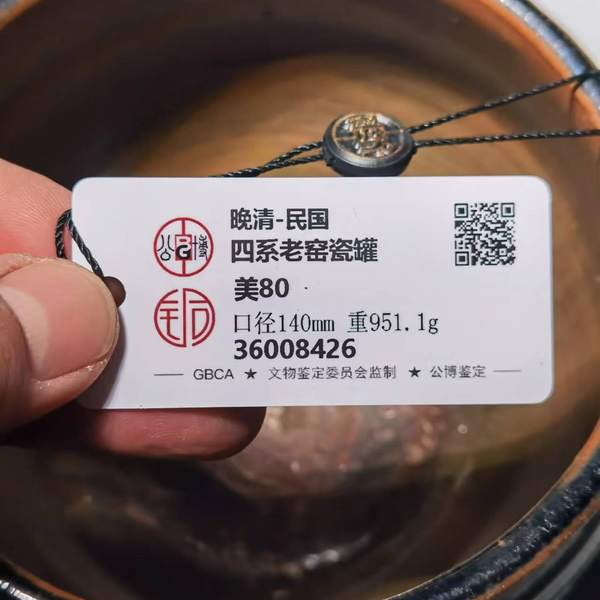 晚清-民国
四系老窑瓷罐
美80
口径140mm 重951.1g
36008426
GBCA ★ 文物鉴定委员会监制 ★ 公博鉴定
公博
G